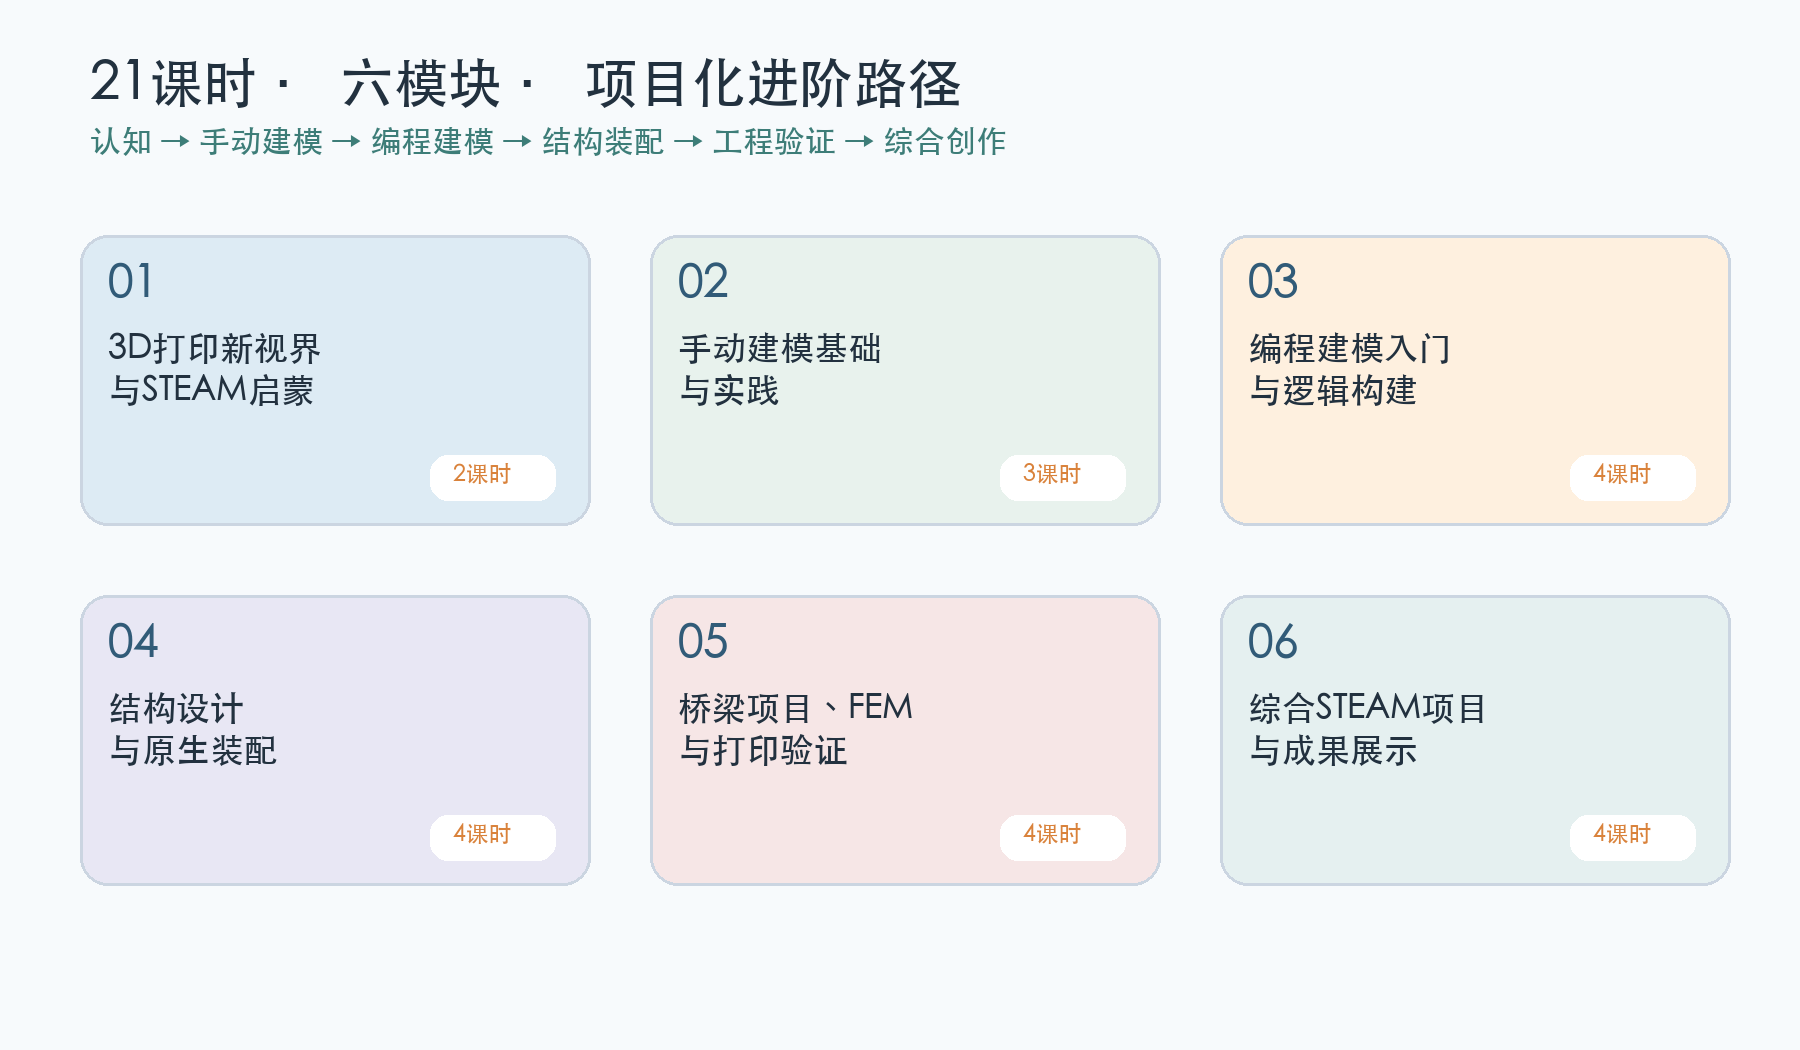 21课时 · 六模块 · 项目化进阶路径
认知 → 手动建模 → 编程建模 → 结构装配 → 工程验证 → 综合创作
01
3D打印新视界
与STEAM启蒙
2课时
02
手动建模基础
与实践
3课时
03
编程建模入门
与逻辑构建
4课时
04
结构设计
与原生装配
4课时
05
桥梁项目、FEM
与打印验证
4课时
06
综合STEAM项目
与成果展示
4课时